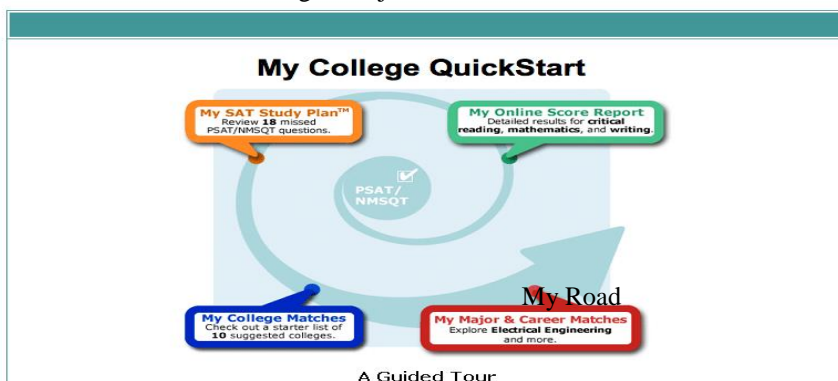 My College QuickStart
My SAT Study Plan™
Review 18 missed
PSAT/NMSQT questions.
My Online Score Report
Detailed results for critical
reading, mathematics, and writing.
PSAT/
NMSQT
My Road
My College Matches
Check out a starter list of
10 suggested colleges.
My Major & Career Matches
Explore Electrical Engineering
and more.
A Guided Tour